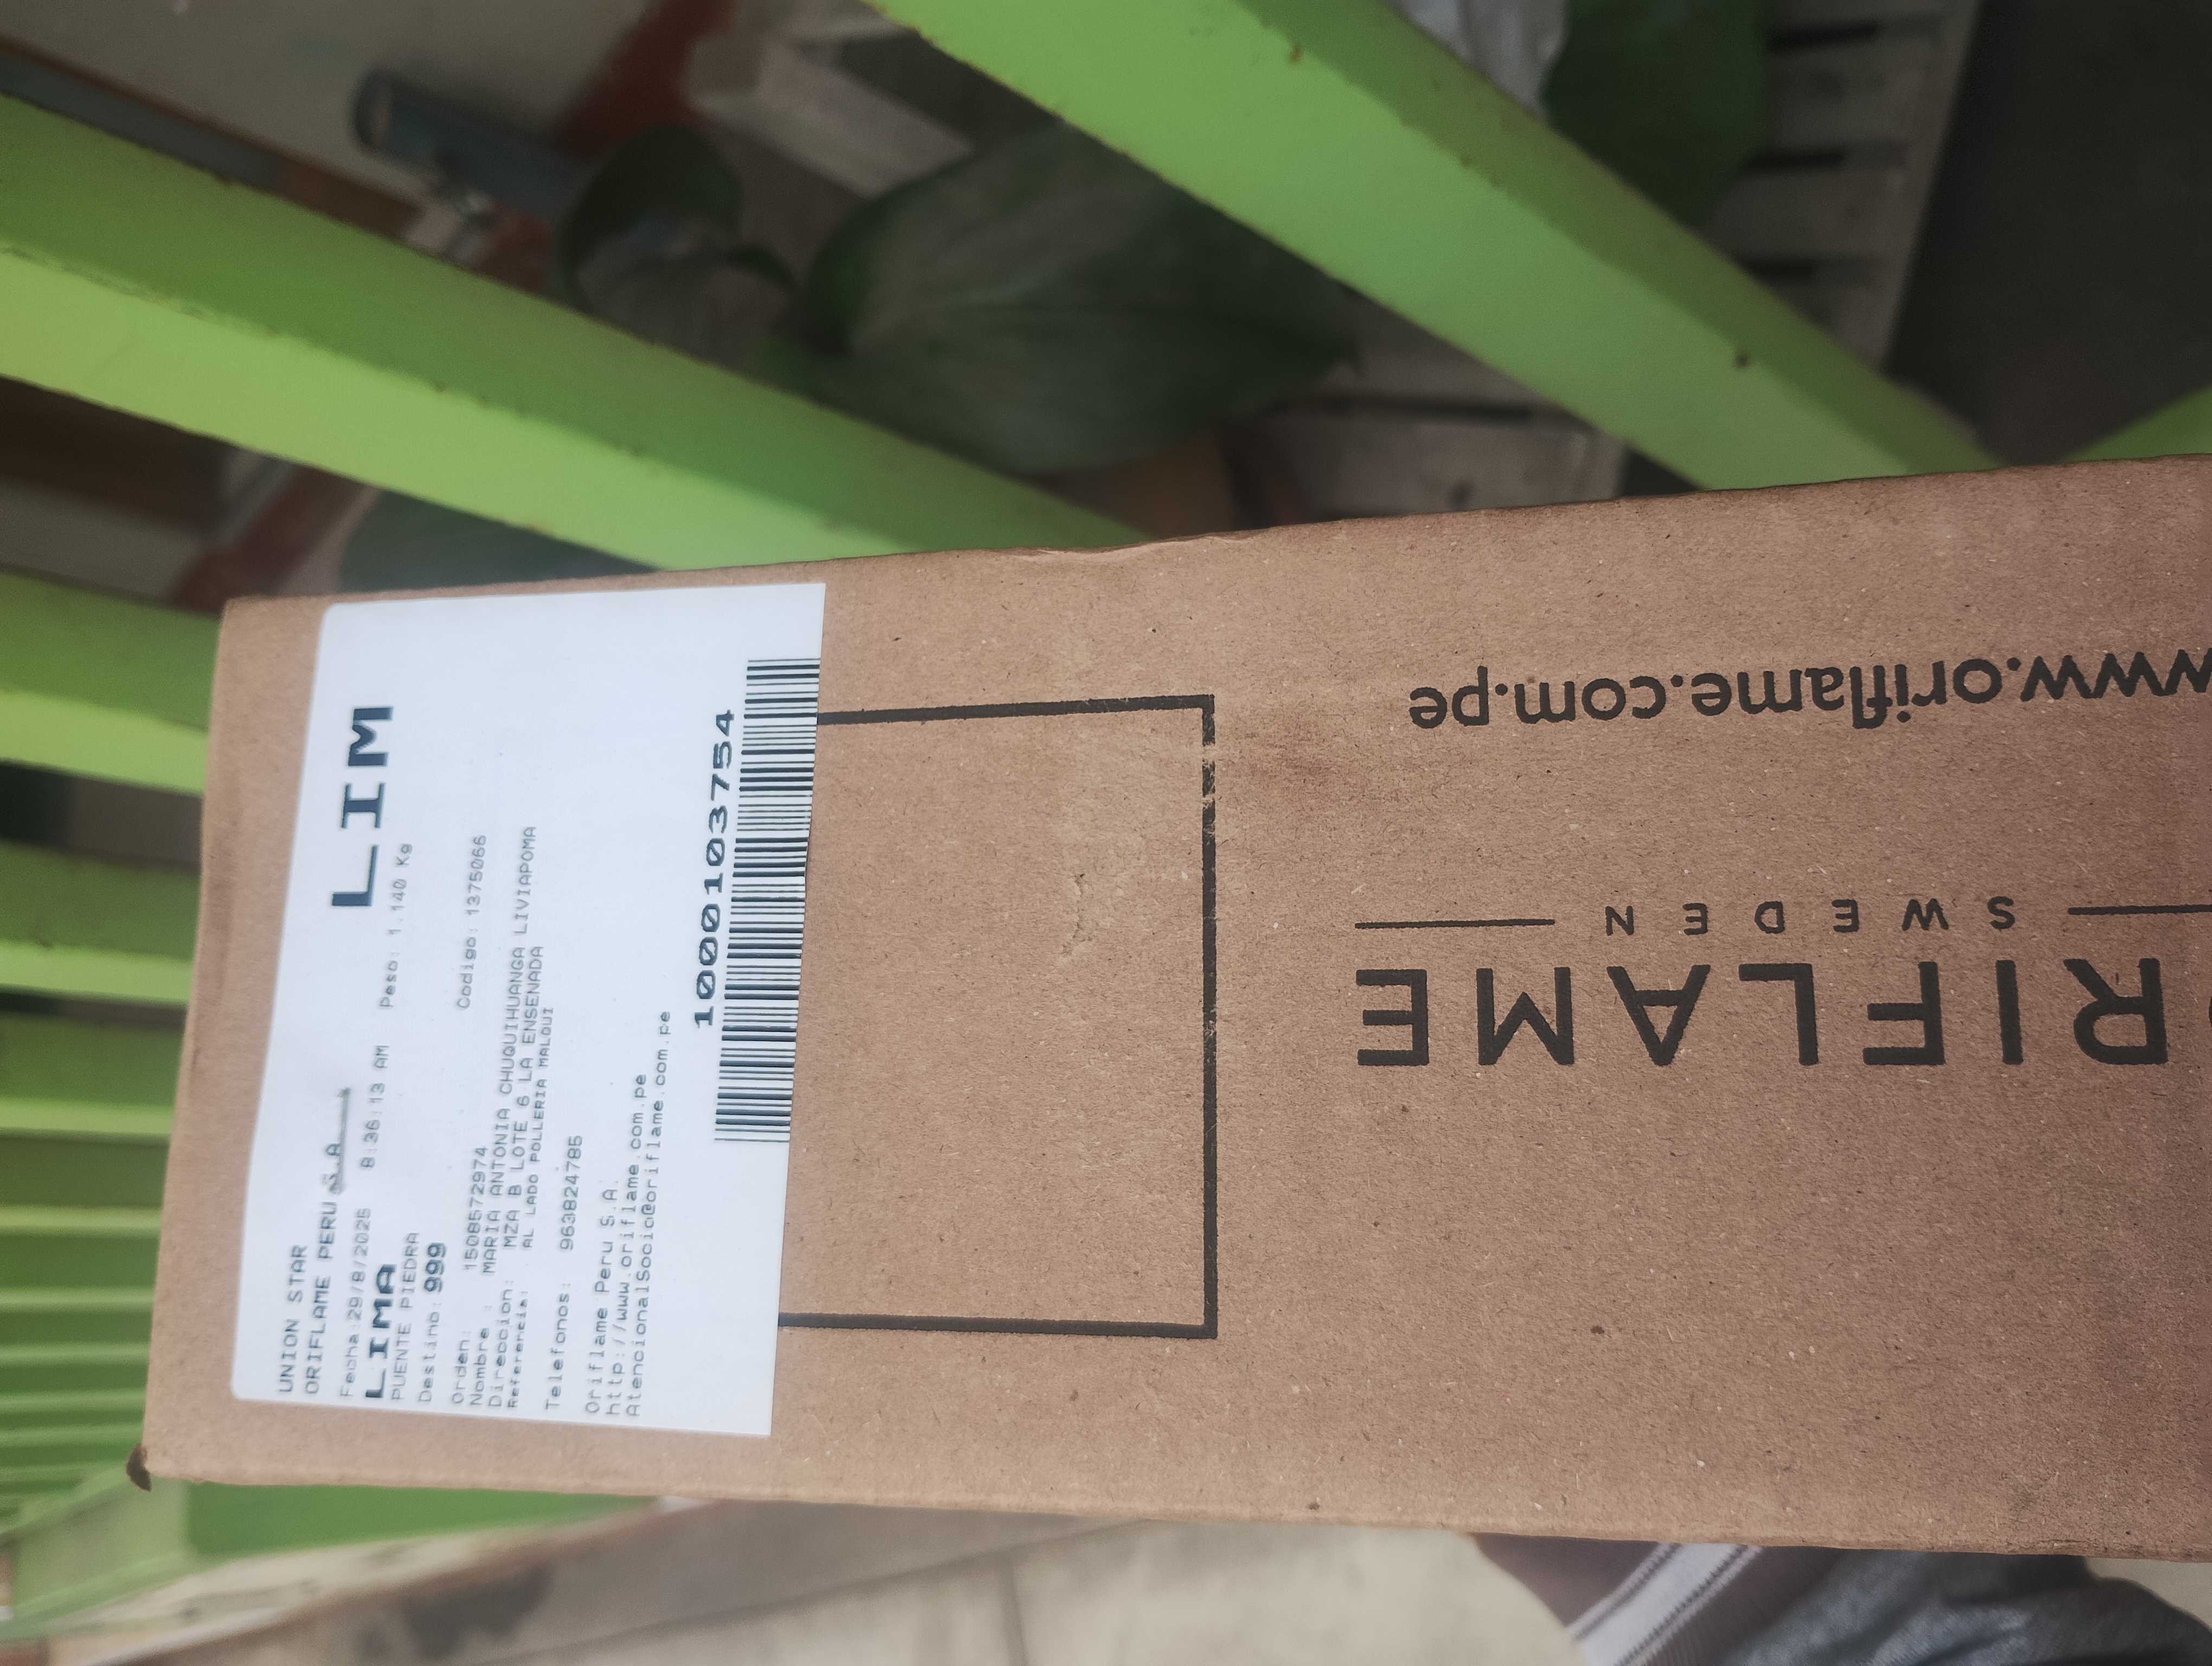 UNION STAR
ORIFLAME PERU S.A
Fecha:29/8/2025 8:36:13 AM Peso: 1.140 Kg
LIMA LIM
PUENTE PIEDRA
Destino: 999
Orden: 1508572974 Codigo: 1375066
Nombre : MARIA ANTONIA CHUQUIHUANGA LIVIAPOMA
Direccion: MZA B LOTE 6 LA ENSENADA
Referencia: AL LADO POLLERIA MALQUI
Telefonos: 963824785
Oriflame Peru S.A.
http://www.oriflame.com.pe
AtencionalSocio@oriflame.com.pe
1000103754
RIFLAME
SWEDEN
www.oriflame.com.pe